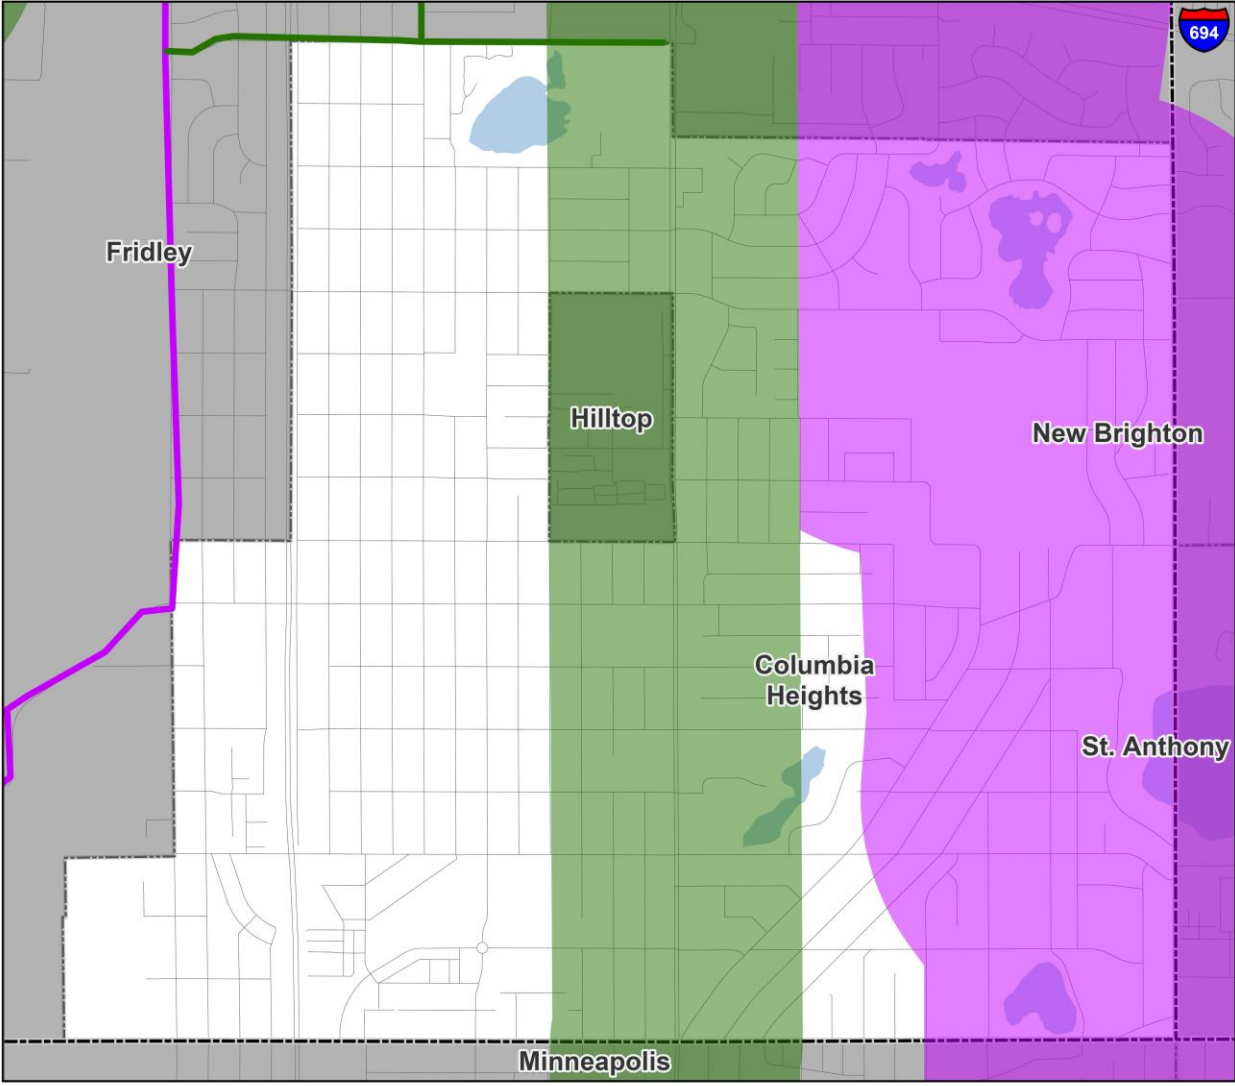 694
Fridley
Hilltop
New Brighton
Columbia
Heights
St. Anthony
Minneapolis